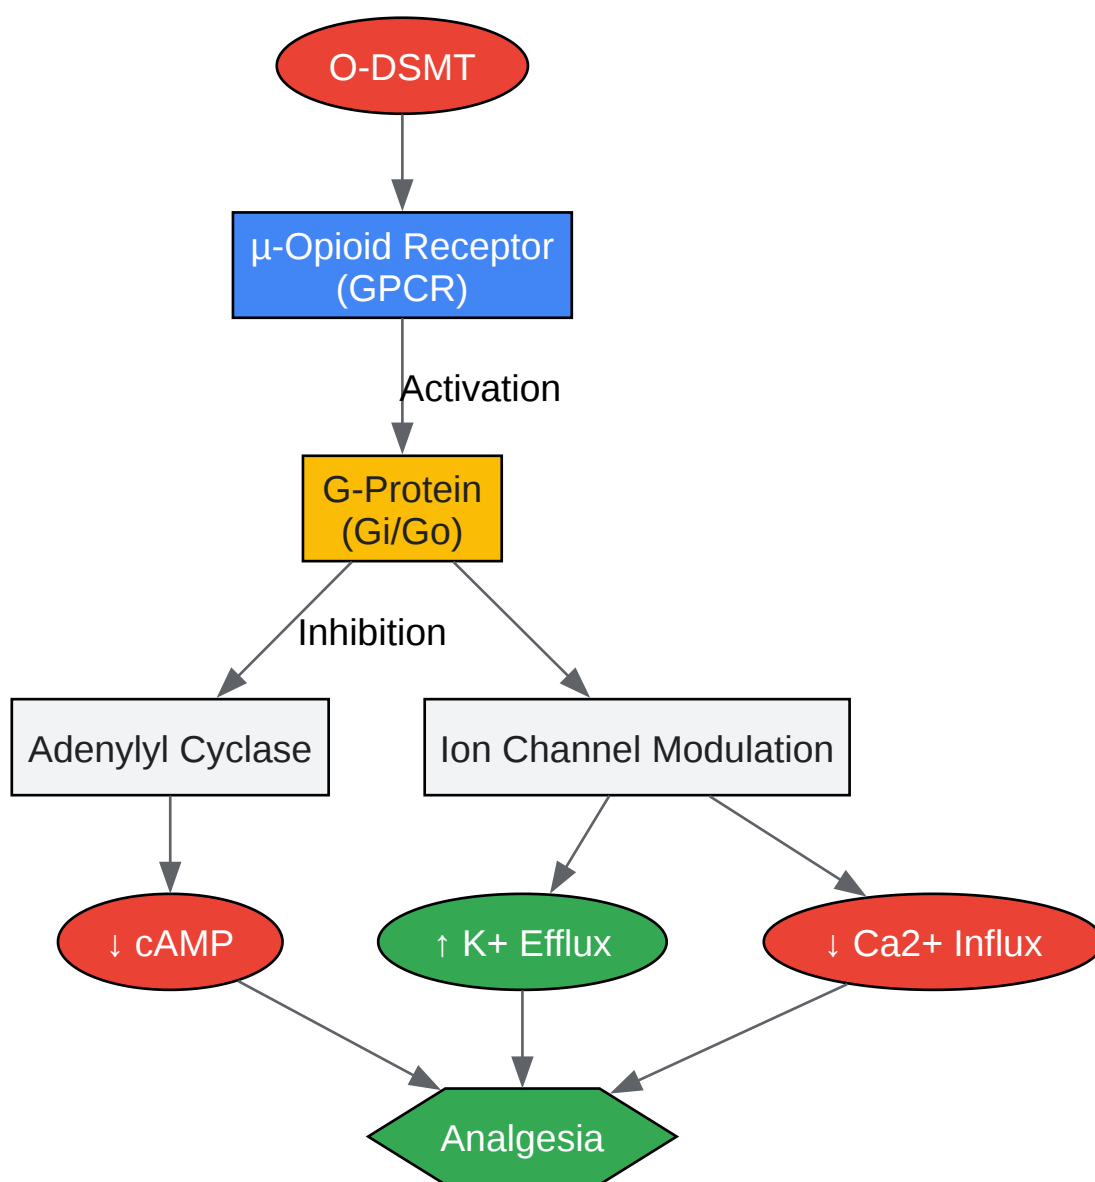 O-DSMT
µ-Opioid Receptor
(GPCR)
Activation
G-Protein
(Gi/Go)
Inhibition
Adenylyl Cyclase
Ion Channel Modulation
↓ cAMP
↑ K+ Efflux
↓ Ca2+ Influx
Analgesia